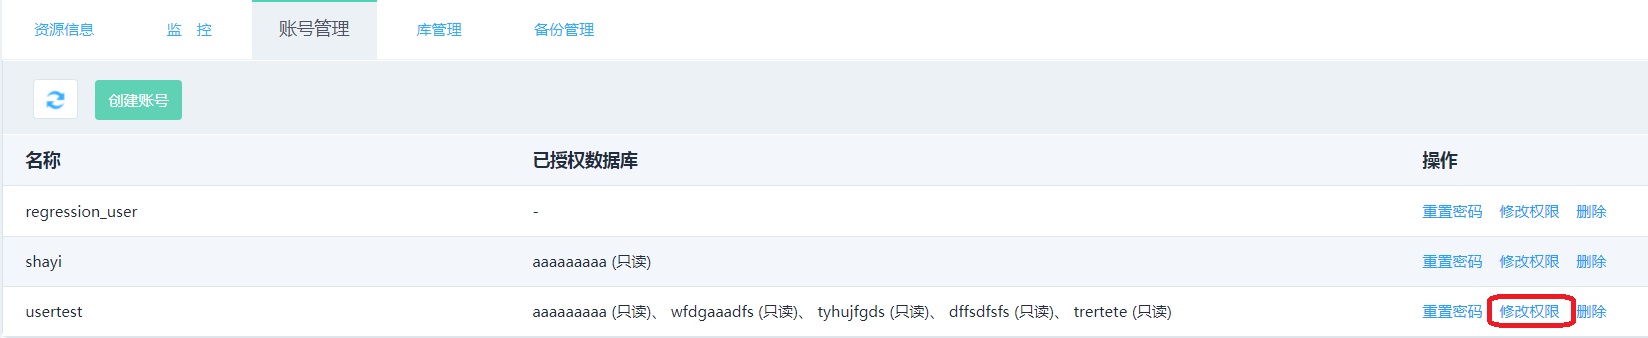 资源信息 监 控 账号管理 库管理 备份管理
创建账号
名称 已授权数据库 操作
regression_user - 重置密码 修改权限 删除
shayi aaaaaaaaa (只读) 重置密码 修改权限 删除
usertest aaaaaaaaa (只读)、 wfdgaaadfs (只读)、 tyhujfgds (只读)、 dffsdfsfs (只读)、 trertete (只读) 重置密码 修改权限 删除